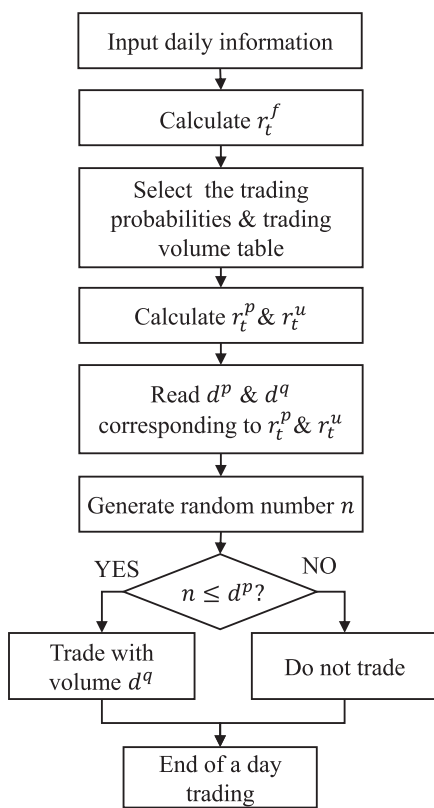 Input daily information
Calculate r_t^f
Select the trading
probabilities & trading
volume table
Calculate r_t^p & r_t^u
Read d^p & d^q
corresponding to r_t^p & r_t^u
Generate random number n
YES
NO
n ≤ d^p?
Trade with
volume d^q
Do not trade
End of a day
trading